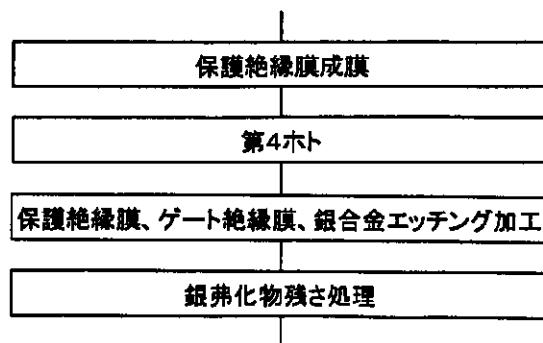 保護絶縁膜成膜
第4ホト
保護絶縁膜、ゲート絶縁膜、銀合金エッチング加工
銀弗化物残さ処理